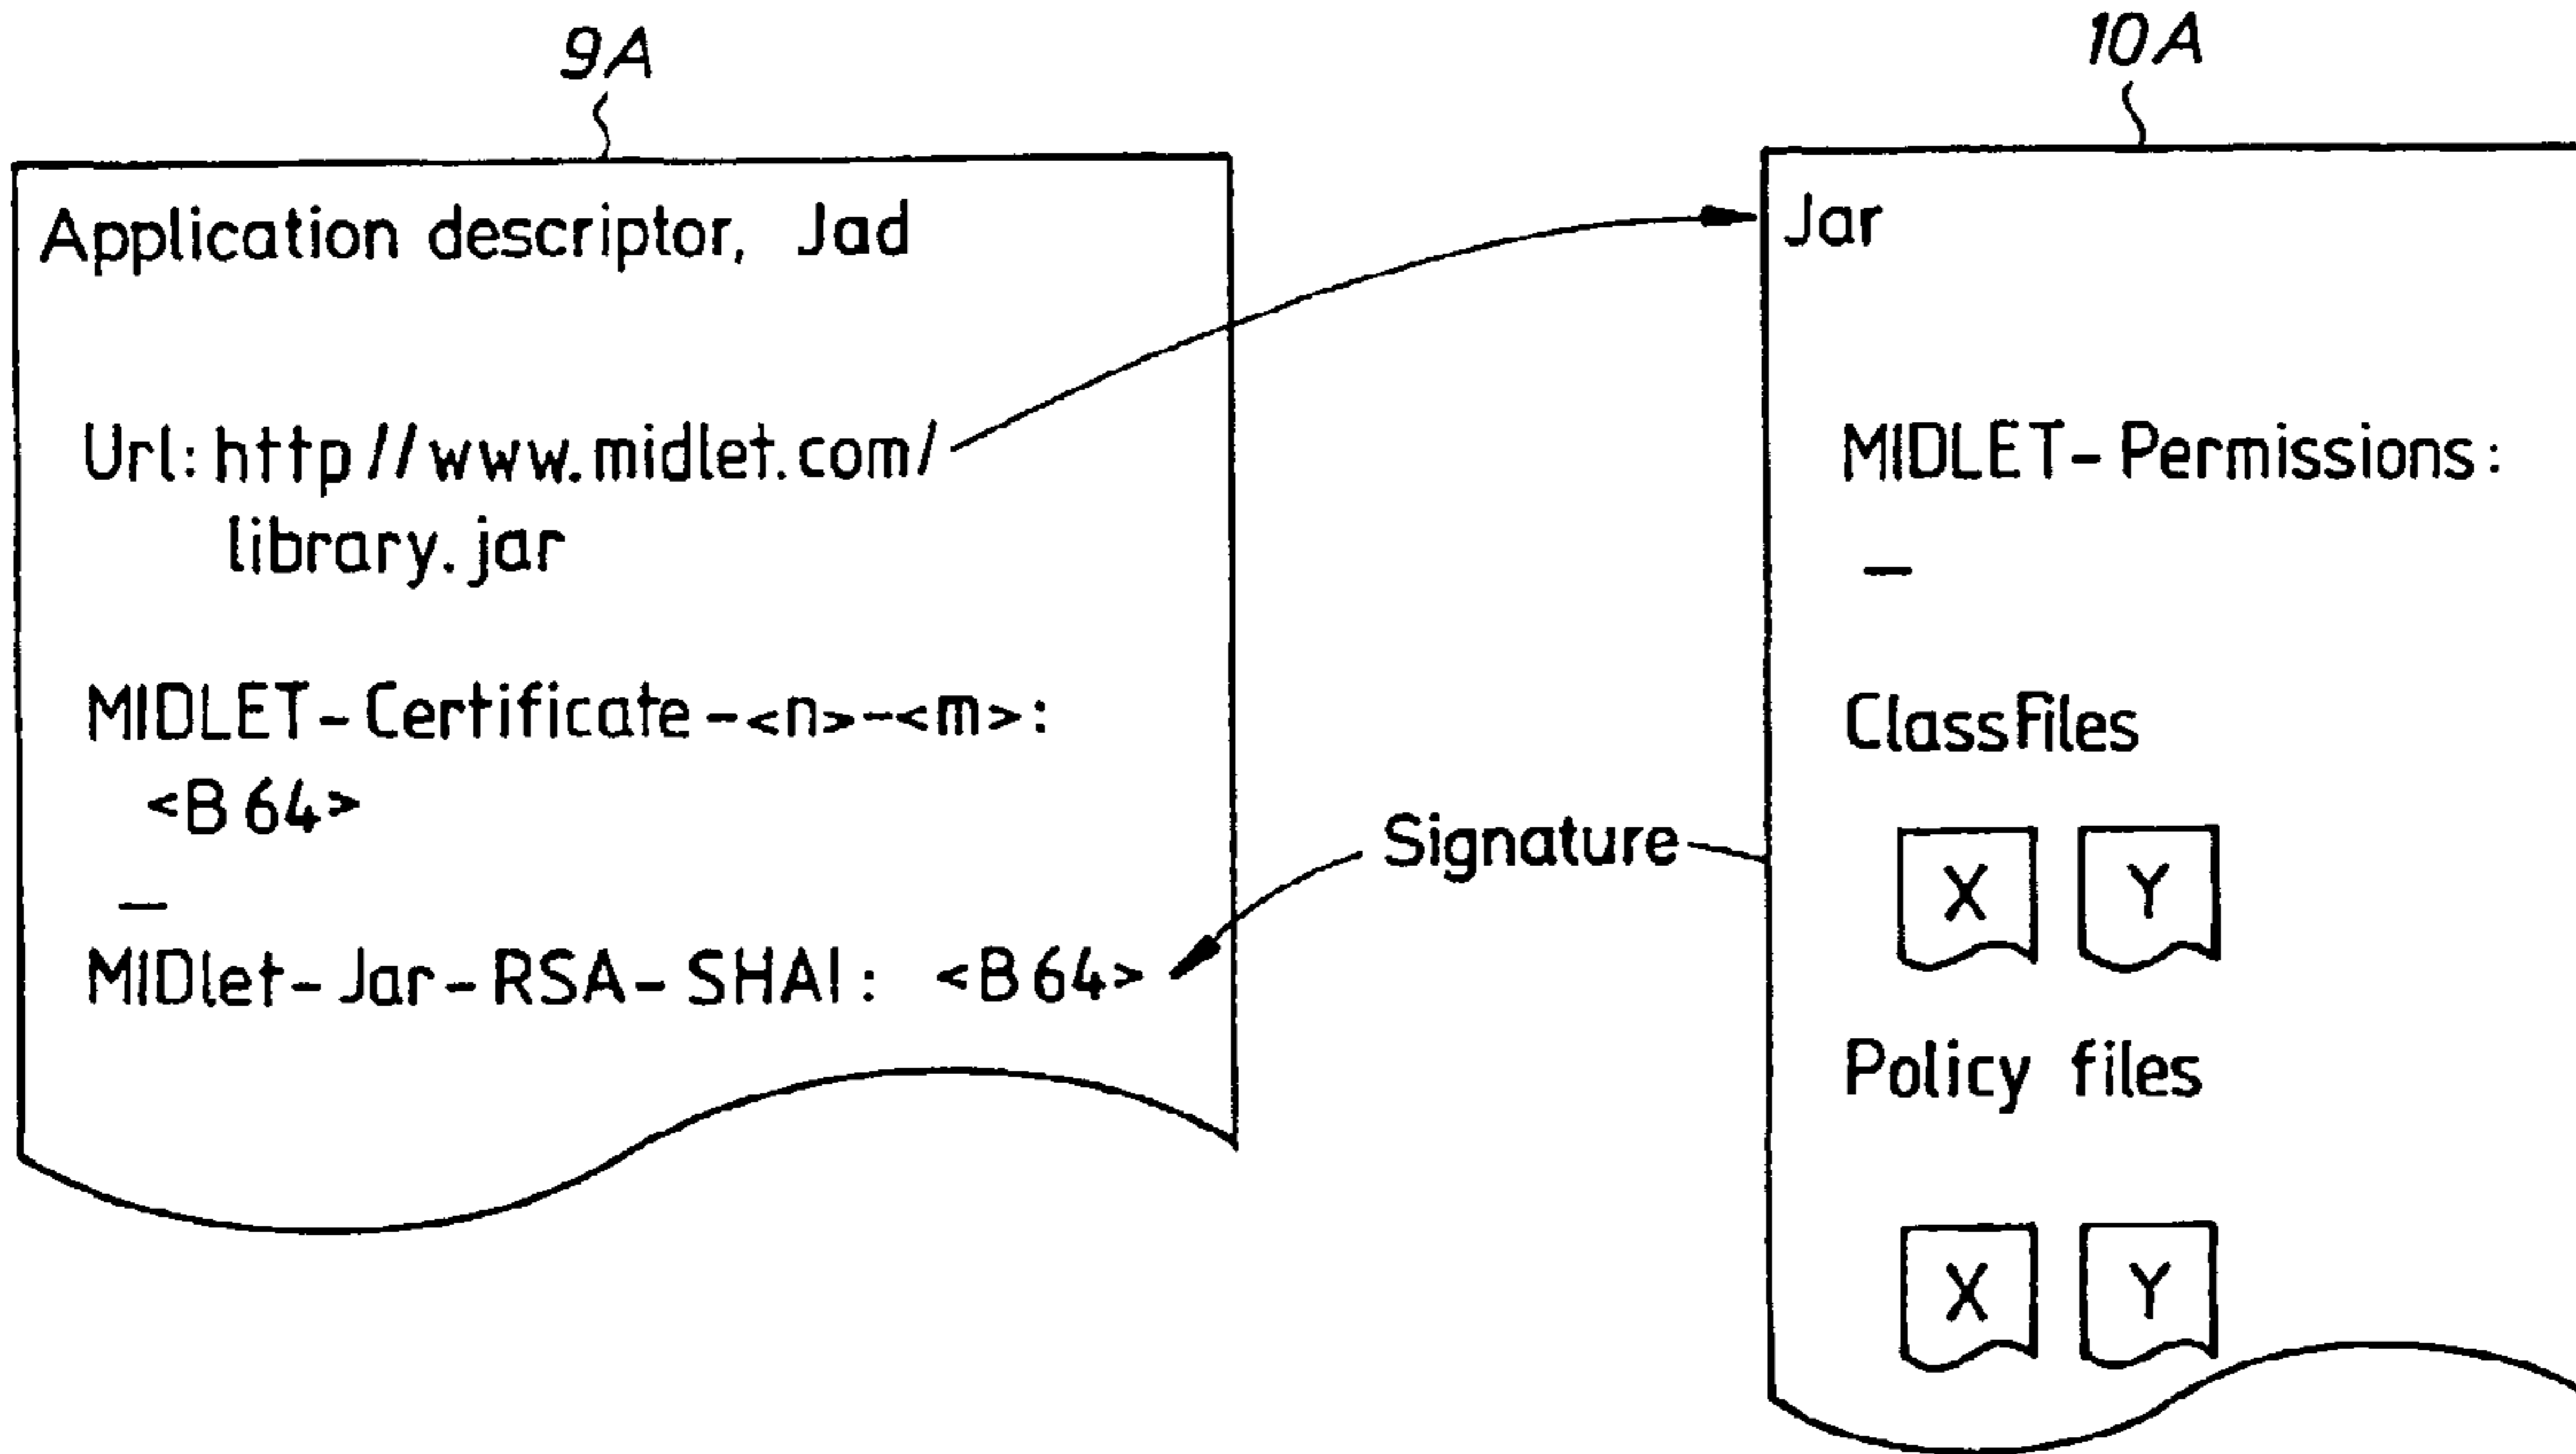 9A
Application descriptor, Jad
Url: http//www.midlet.com/
library.jar
MIDLET-Certificate-<n>-<m>:
<B64>
_
MIDlet-Jar-RSA-SHA1: <B64>
Signature
10A
Jar
MIDLET-Permissions:
_
ClassFiles
X Y
Policy files
X Y